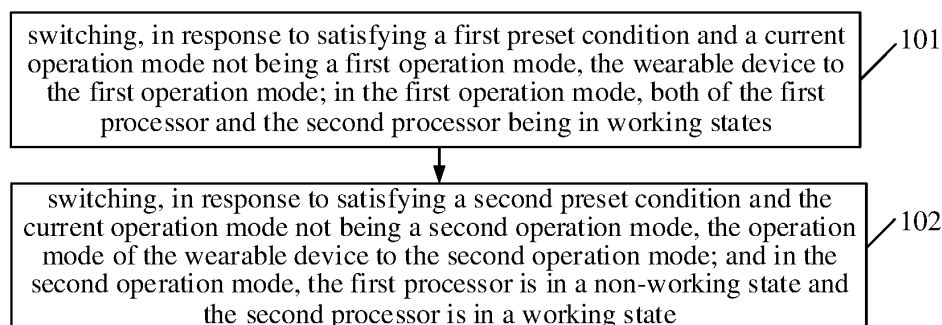 switching, in response to satisfying a first preset condition and a current
operation mode not being a first operation mode, the wearable device to
the first operation mode; in the first operation mode, both of the first
processor and the second processor being in working states
101
switching, in response to satisfying a second preset condition and the
current operation mode not being a second operation mode, the operation
mode of the wearable device to the second operation mode; and in the
second operation mode, the first processor is in a non-working state and
the second processor is in a working state
102